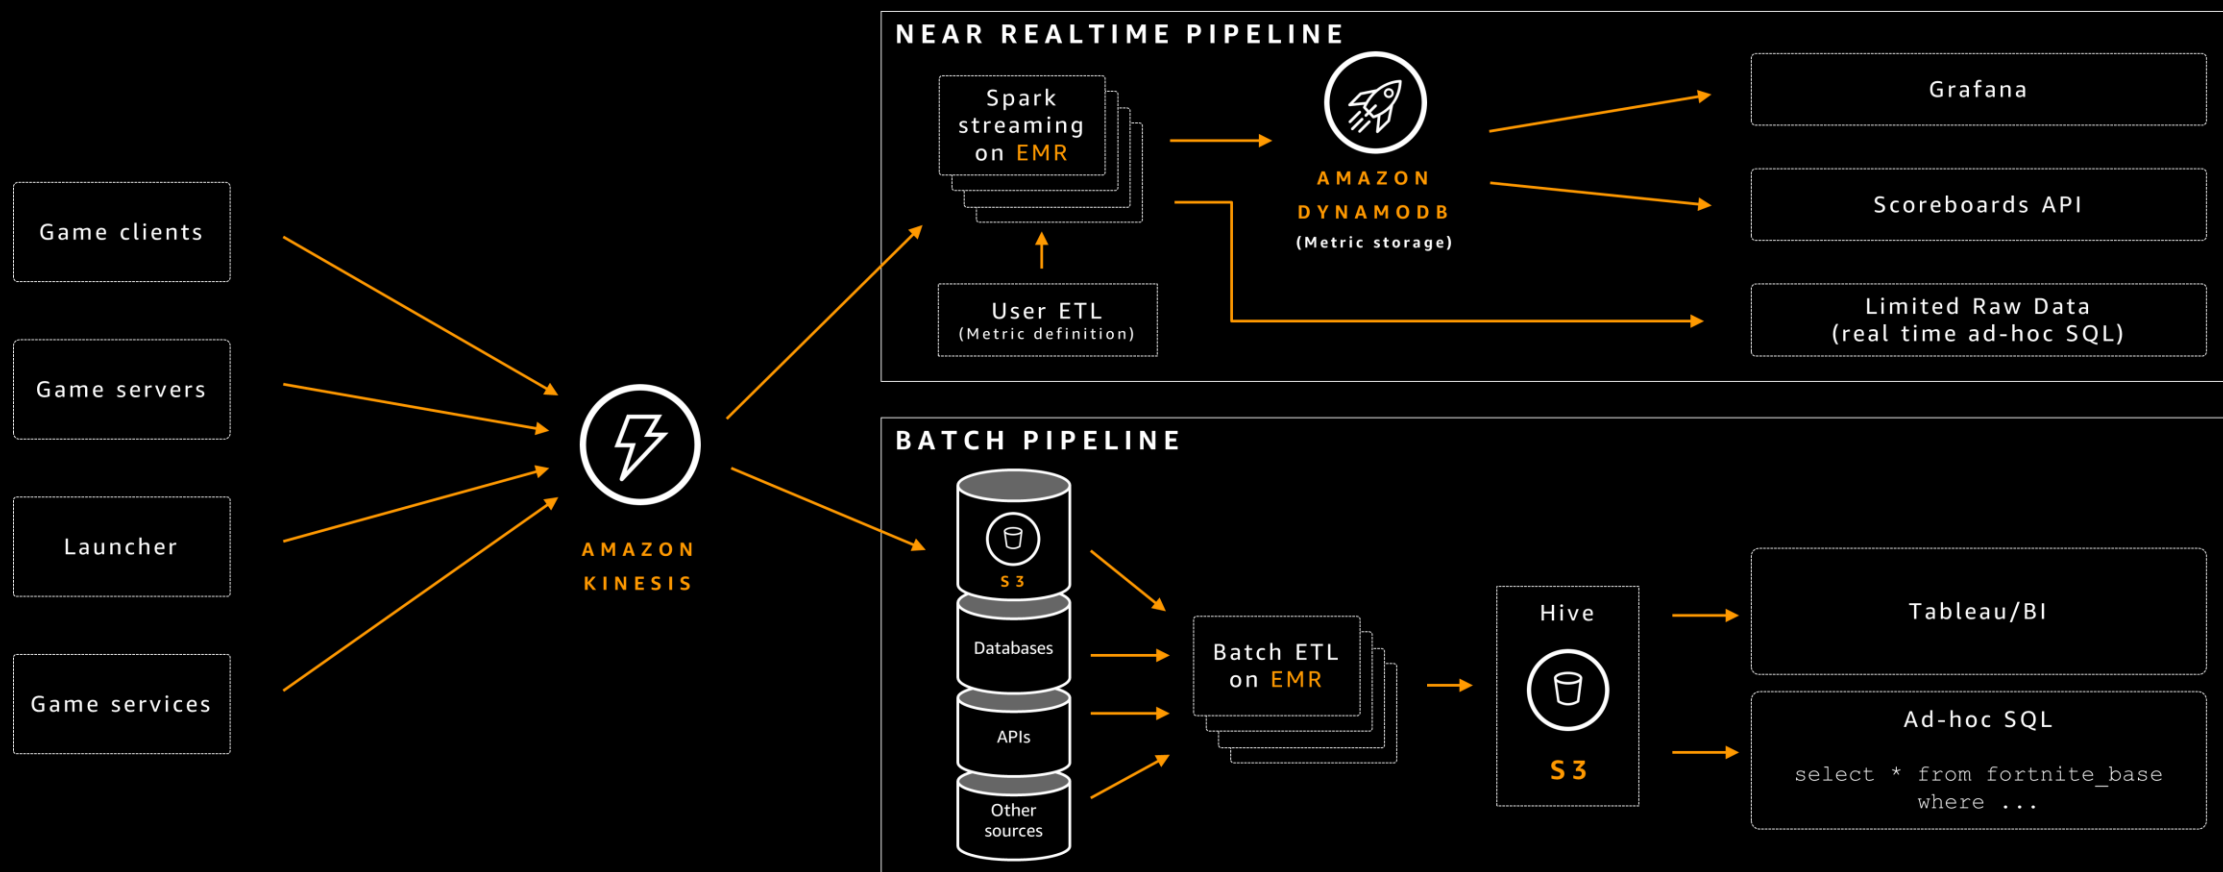 Game clients
Game servers
Launcher
Game services
AMAZON
KINESIS
NEAR REALTIME PIPELINE
Spark
streaming
on EMR
User ETL
(Metric definition)
AMAZON
DYNAMODB
(Metric storage)
Grafana
Scoreboards API
Limited Raw Data
(real time ad-hoc SQL)
BATCH PIPELINE
S3
Databases
APIs
Other
sources
Batch ETL
on EMR
Hive
S3
Tableau/BI
Ad-hoc SQL
select * from fortnite_base
where ...